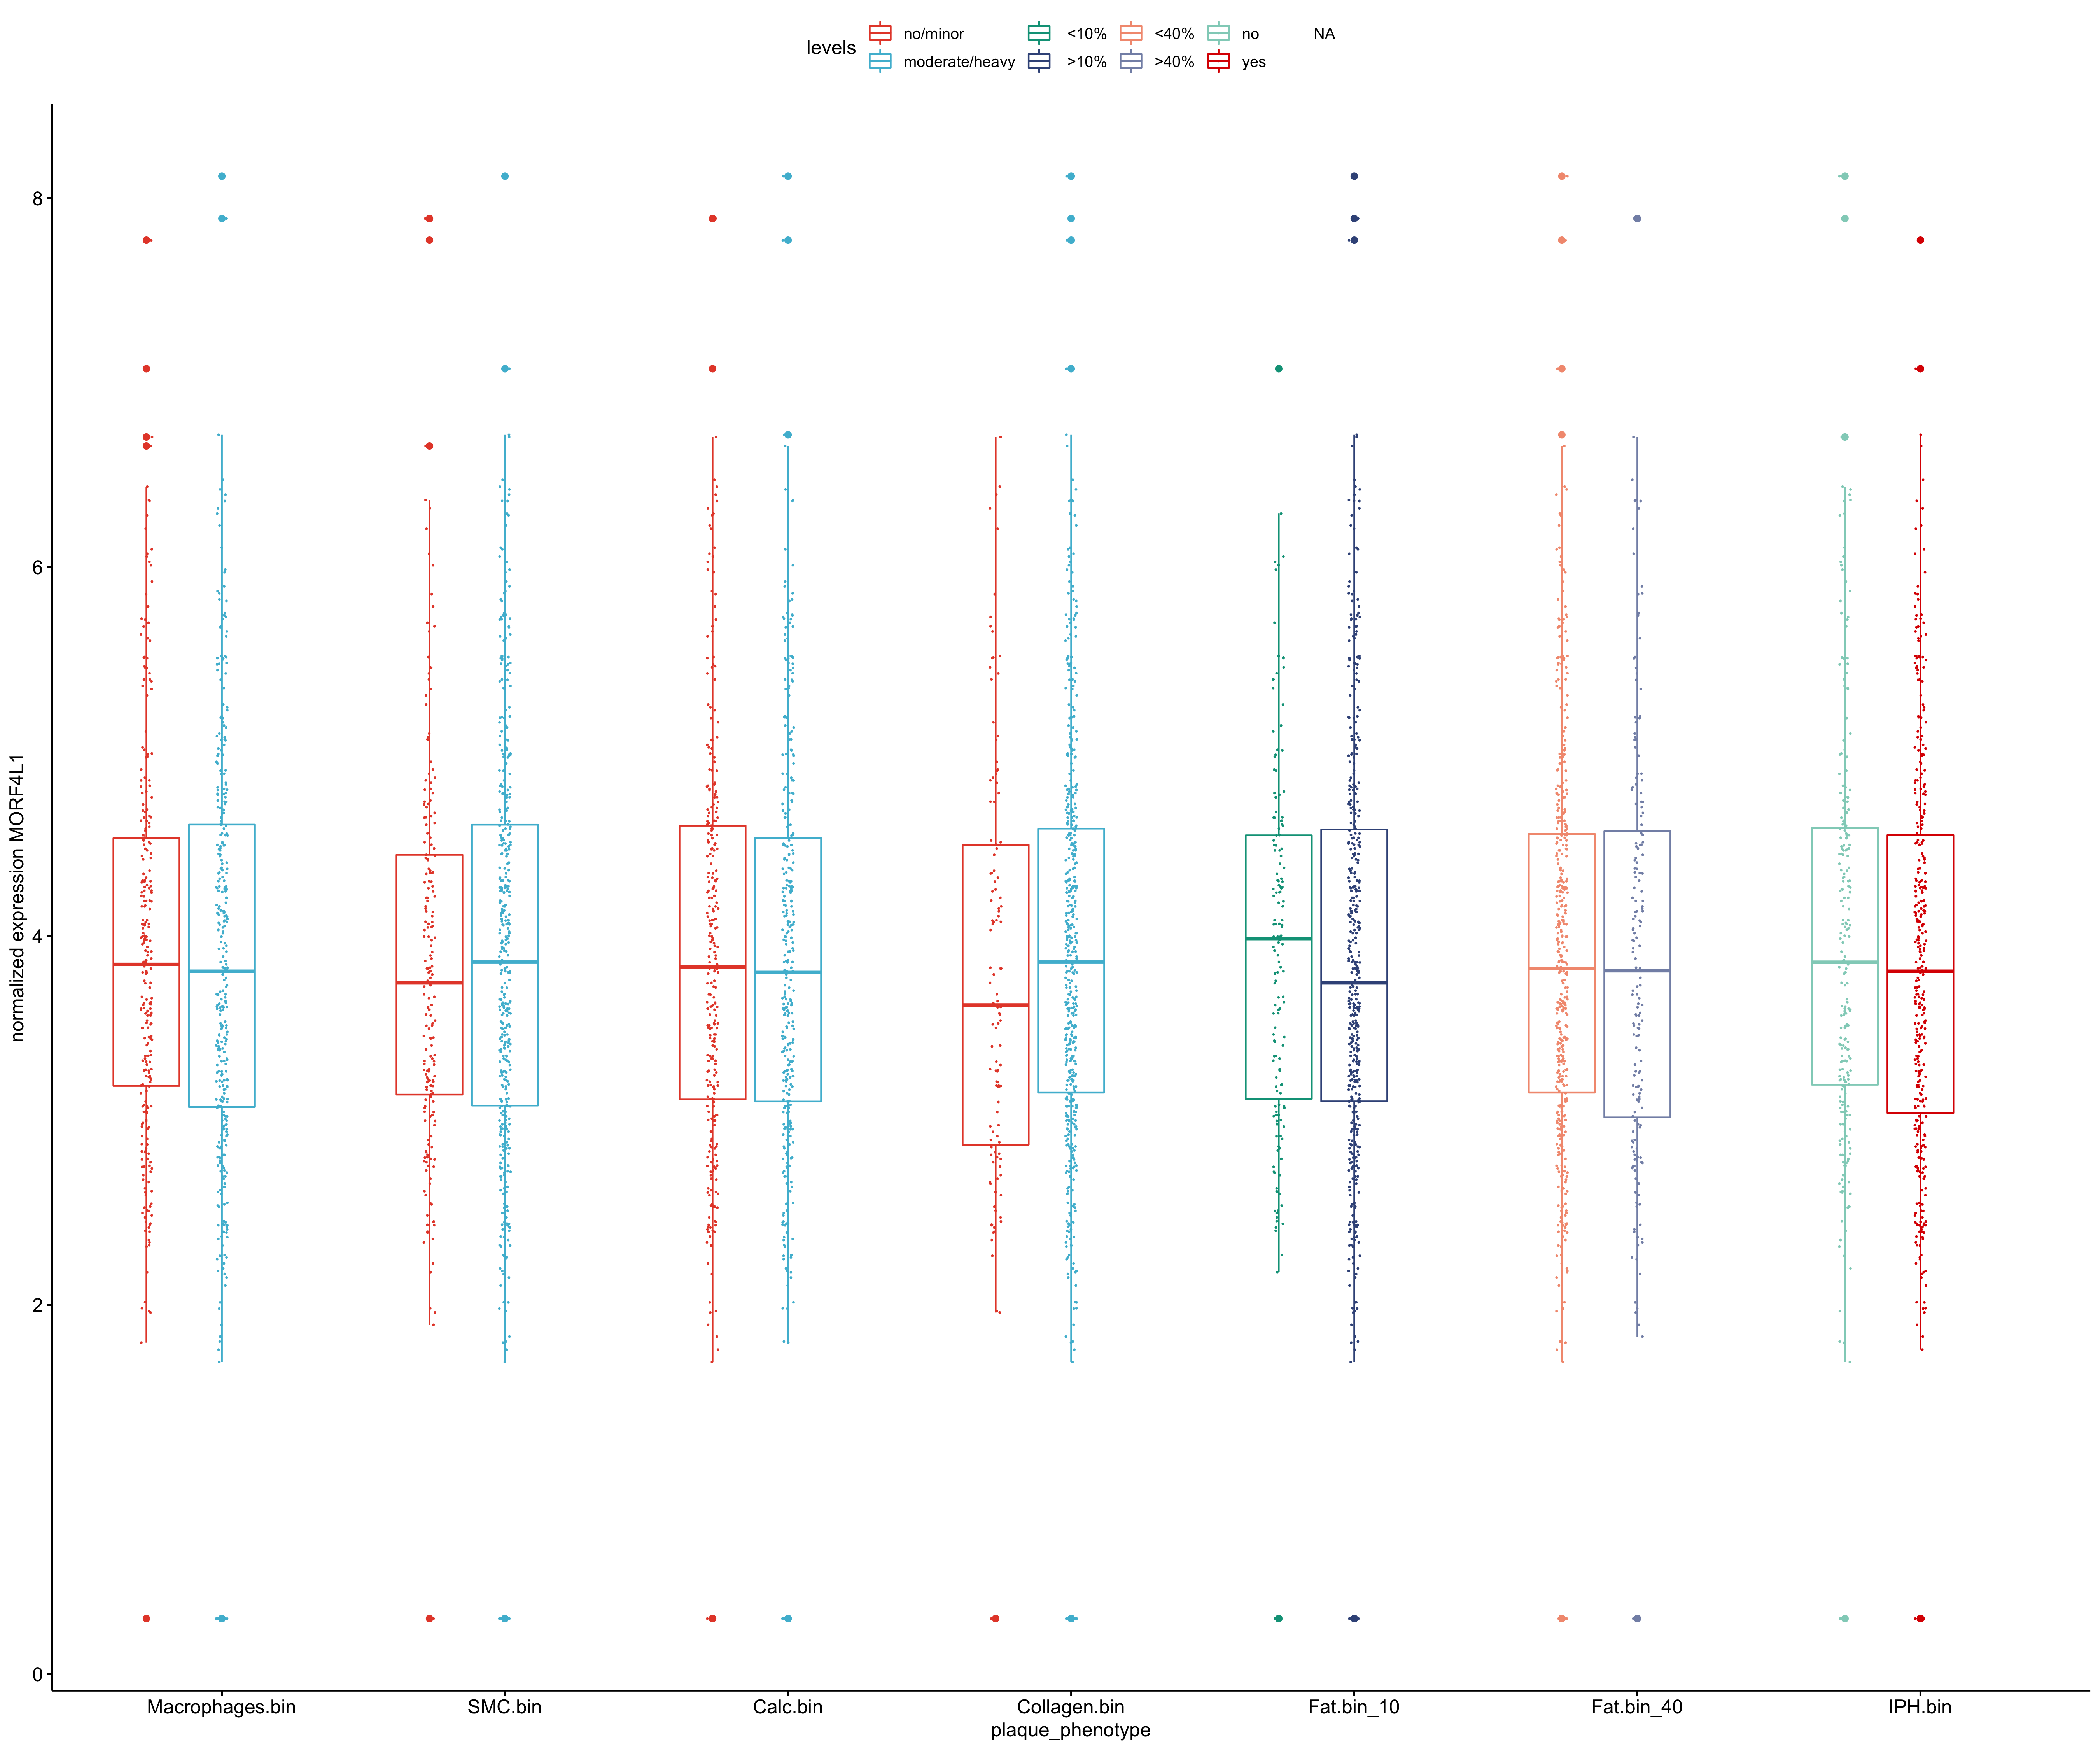 levels
no/minor <10% <40% no NA
moderate/heavy >10% >40% yes
normalized expression MORF4L1
8
6
4
2
0
Macrophages.bin SMC.bin Calc.bin Collagen.bin Fat.bin_10 Fat.bin_40 IPH.bin
plaque_phenotype